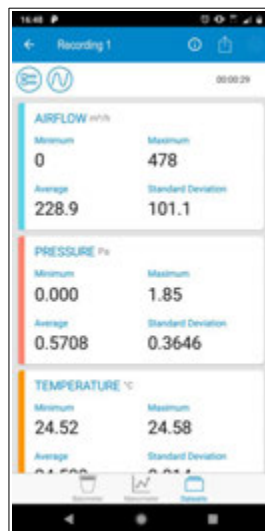 16:48
Recording 1
00:00:29
AIRFLOW m³/h
Minimum Maximum
0 478
Average Standard Deviation
228.9 101.1
PRESSURE Pa
Minimum Maximum
0.000 1.85
Average Standard Deviation
0.5708 0.3646
TEMPERATURE °C
Minimum Maximum
24.52 24.58
Average Standard Deviation